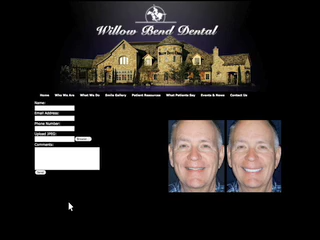 Willow Bend Dental
Home Who We Are What We Do Smile Gallery Patient Resources What Patients Say Events & News Contact Us
Name:
Email Address:
Phone Number:
Upload JPEG:
Comments: